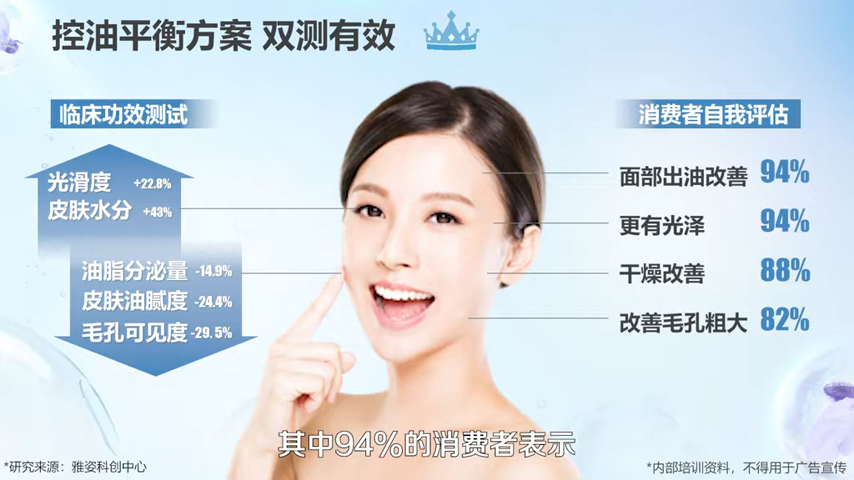 控油平衡方案 双测有效
临床功效测试
光滑度 +22.8%
皮肤水分 +43%
油脂分泌量 -14.9%
皮肤油腻度 -24.4%
毛孔可见度 -29.5%
消费者自我评估
面部出油改善 94%
更有光泽 94%
干燥改善 88%
改善毛孔粗大 82%
其中94%的消费者表示
*研究来源：雅姿科创中心
*内部培训资料，不得用于广告宣传